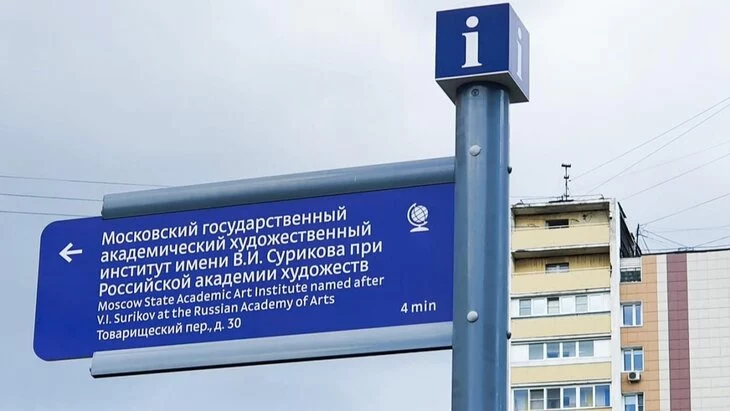 i
i
Московский государственный
академический художественный
институт имени В.И. Сурикова при
Российской академии художеств
Moscow State Academic Art Institute named after
V.I. Surikov at the Russian Academy of Arts
Товарищеский пер., д. 30
4 min